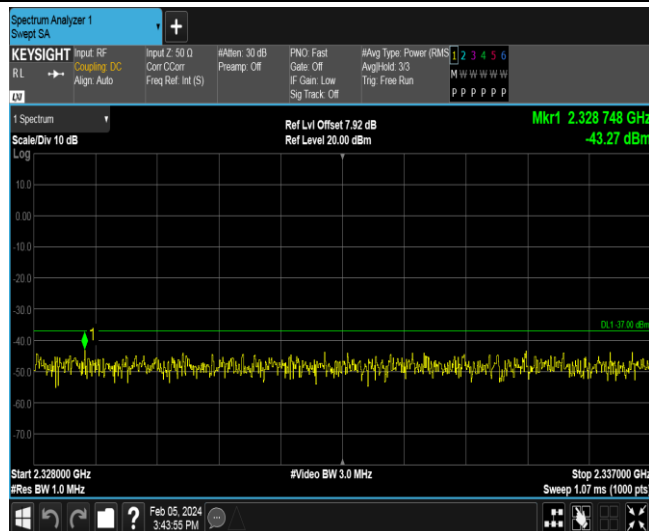 Spectrum Analyzer 1
Swept SA
+
KEYSIGHT
RL
LXI
Input: RF
Coupling: DC
Align: Auto
Input Z: 50 Ω
Corr CCorr
Freq Ref: Int (S)
#Atten: 30 dB
Preamp: Off
PNO: Fast
Gate: Off
IF Gain: Low
Sig Track: Off
#Avg Type: Power (RMS
Avg|Hold: 3/3
Trig: Free Run
1 2 3 4 5 6
M W W W W W
P P P P P P
1 Spectrum
Scale/Div 10 dB
Ref Lvl Offset 7.92 dB
Ref Level 20.00 dBm
Mkr1 2.328 748 GHz
-43.27 dBm
Log
10.0
0.00
-10.0
-20.0
-30.0
DL1 -37.00 dBm
1
-40.0
-50.0
-60.0
-70.0
Start 2.328000 GHz
#Res BW 1.0 MHz
#Video BW 3.0 MHz
Stop 2.337000 GHz
Sweep 1.07 ms (1000 pts)
?
Feb 05, 2024
3:43:55 PM